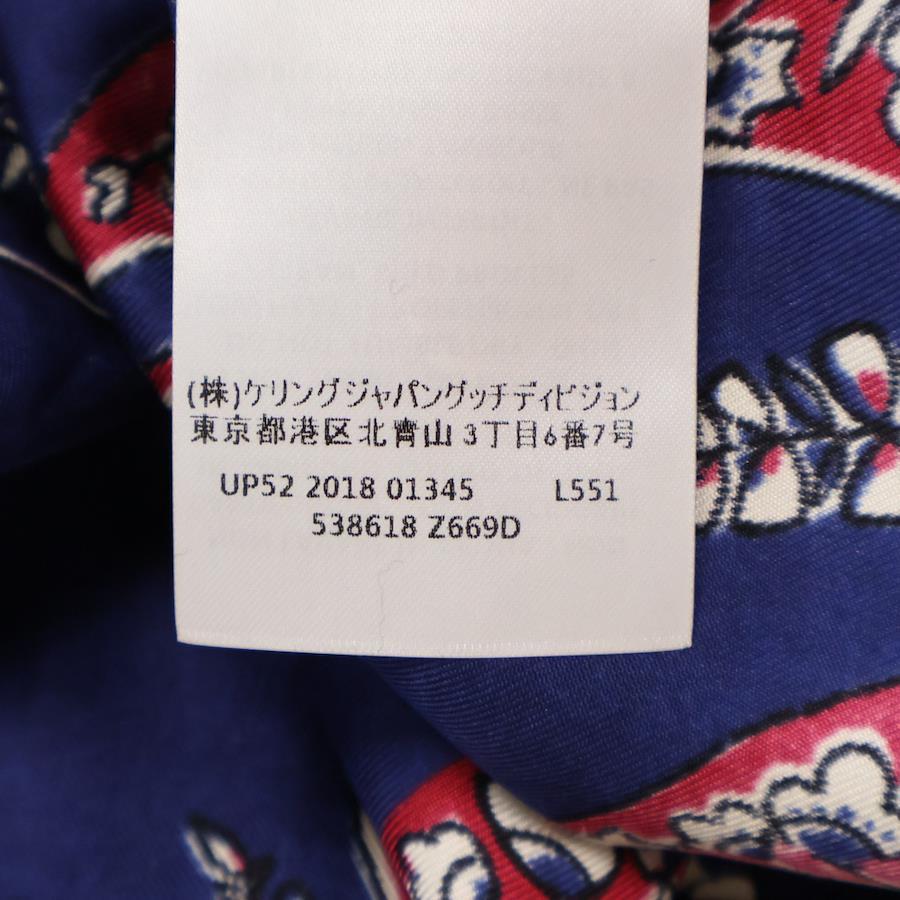 (株)ケリングジャパングッチディビジョン
東京都港区北青山3丁目6番7号
UP52 2018 01345 L551
538618 Z669D